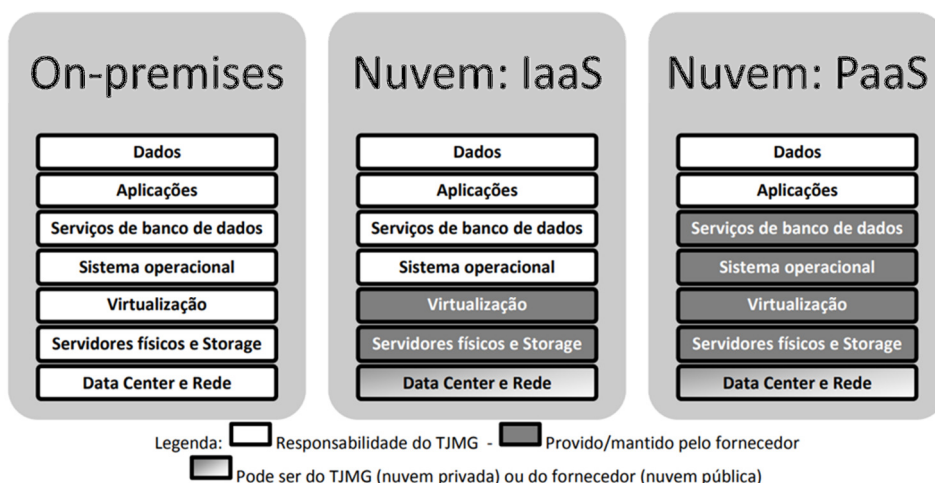 On-premises
Dados
Aplicações
Serviços de banco de dados
Sistema operacional
Virtualização
Servidores físicos e Storage
Data Center e Rede
Nuvem: IaaS
Dados
Aplicações
Serviços de banco de dados
Sistema operacional
Virtualização
Servidores físicos e Storage
Data Center e Rede
Nuvem: PaaS
Dados
Aplicações
Serviços de banco de dados
Sistema operacional
Virtualização
Servidores físicos e Storage
Data Center e Rede
Legenda: Responsabilidade do TJMG - Provido/mantido pelo fornecedor
Pode ser do TJMG (nuvem privada) ou do fornecedor (nuvem pública)